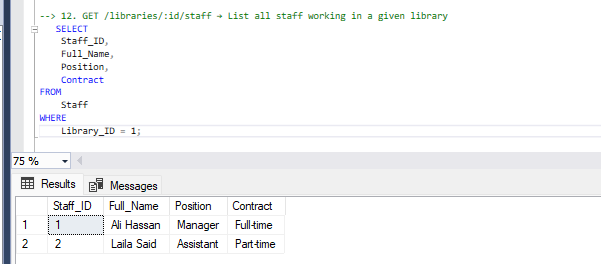 --> 12. GET /libraries/:id/staff → List all staff working in a given library
SELECT
Staff_ID,
Full_Name,
Position,
Contract
FROM
Staff
WHERE
Library_ID = 1;
75 %
Results Messages
Staff_ID Full_Name Position Contract
1 1 Ali Hassan Manager Full-time
2 2 Laila Said Assistant Part-time